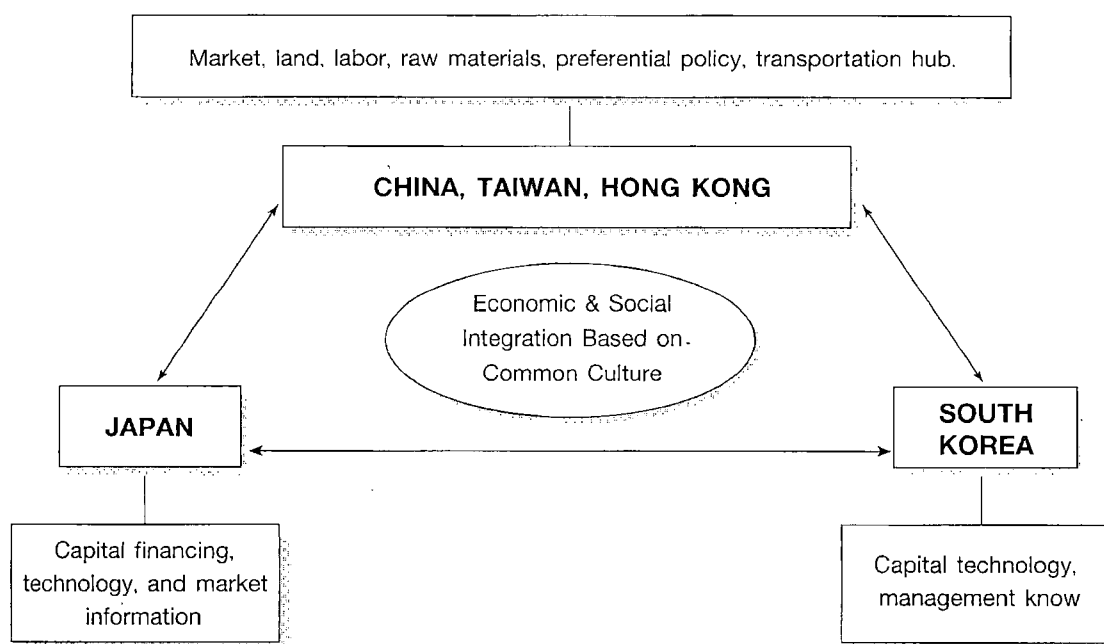 Market, land, labor, raw materials, preferential policy, transportation hub.
CHINA, TAIWAN, HONG KONG
Economic & Social
Integration Based on
Common Culture
JAPAN
SOUTH
KOREA
Capital financing,
technology, and market
information
Capital technology,
management know